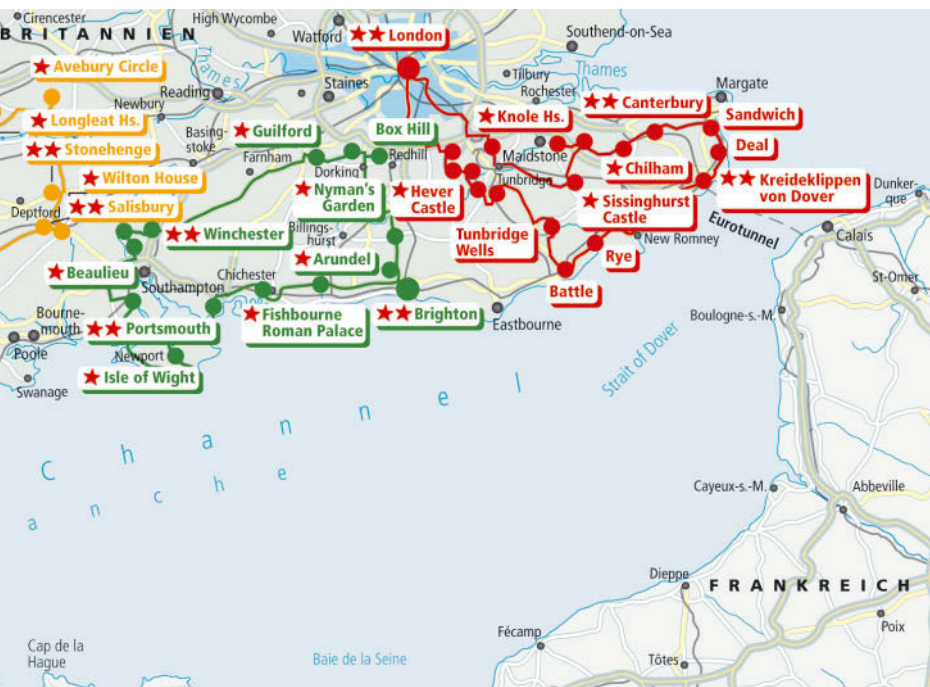 Cirencester
High Wycombe
Watford
★★ London
Southend-on-Sea
BRITANNIEN
★ Avebury Circle
Thames
Staines
Tilbury
Thames
Reading
Rochester
Margate
Newbury
★★ Canterbury
★ Longleat Hs.
★ Knole Hs.
Sandwich
Basing-
stoke
★ Guilford
Box Hill
★★ Stonehenge
Farnham
Redhill
Maidstone
Deal
Dorking
★ Chilham
★ Wilton House
Tunbridge
★★ Kreideklippen
von Dover
★ Nyman's
Garden
★ Hever
Castle
★ Sissinghurst
Castle
Dunker-
que
Deptford
★★ Salisbury
Eurotunnel
★★ Winchester
Billings-
hurst
Tunbridge
Wells
New Romney
Calais
Rye
★ Arundel
★ Beaulieu
Chichester
St-Omer
Southampton
Battle
Bourne-
mouth
★★ Portsmouth
★ Fishbourne
Roman Palace
★★ Brighton
Eastbourne
Boulogne-s.-M.
Poole
Newport
★ Isle of Wight
Swanage
Strait of Dover
Channel
anche
Cayeux-s.-M.
Abbeville
Dieppe
FRANKREICH
Fécamp
Poix
Cap de la
Hague
Baie de la Seine
Tôtes